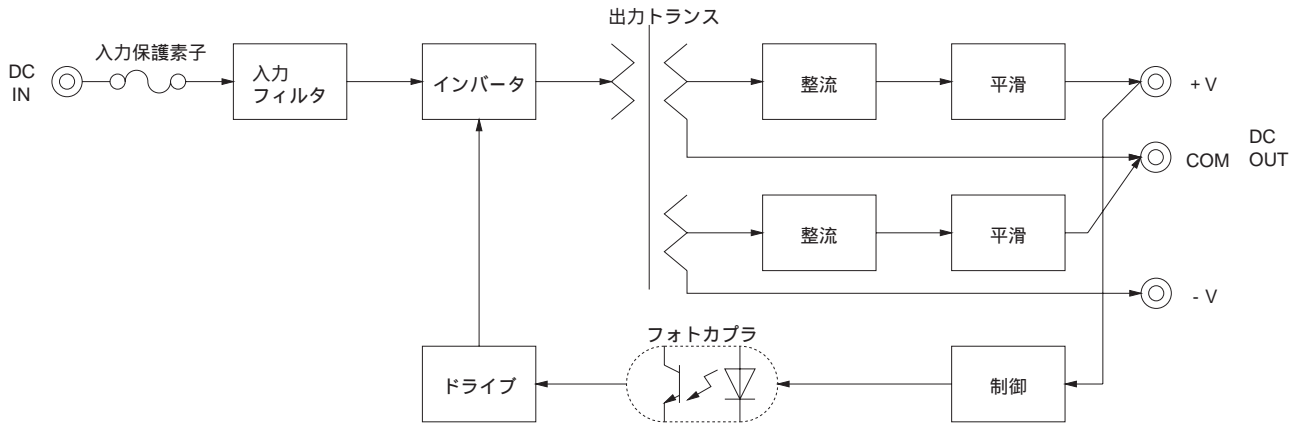 出力トランス
入力保護素子
DC
IN
入力
フィルタ
インバータ
整流
平滑
+V
COM
DC
OUT
整流
平滑
- V
フォトカプラ
ドライブ
制御